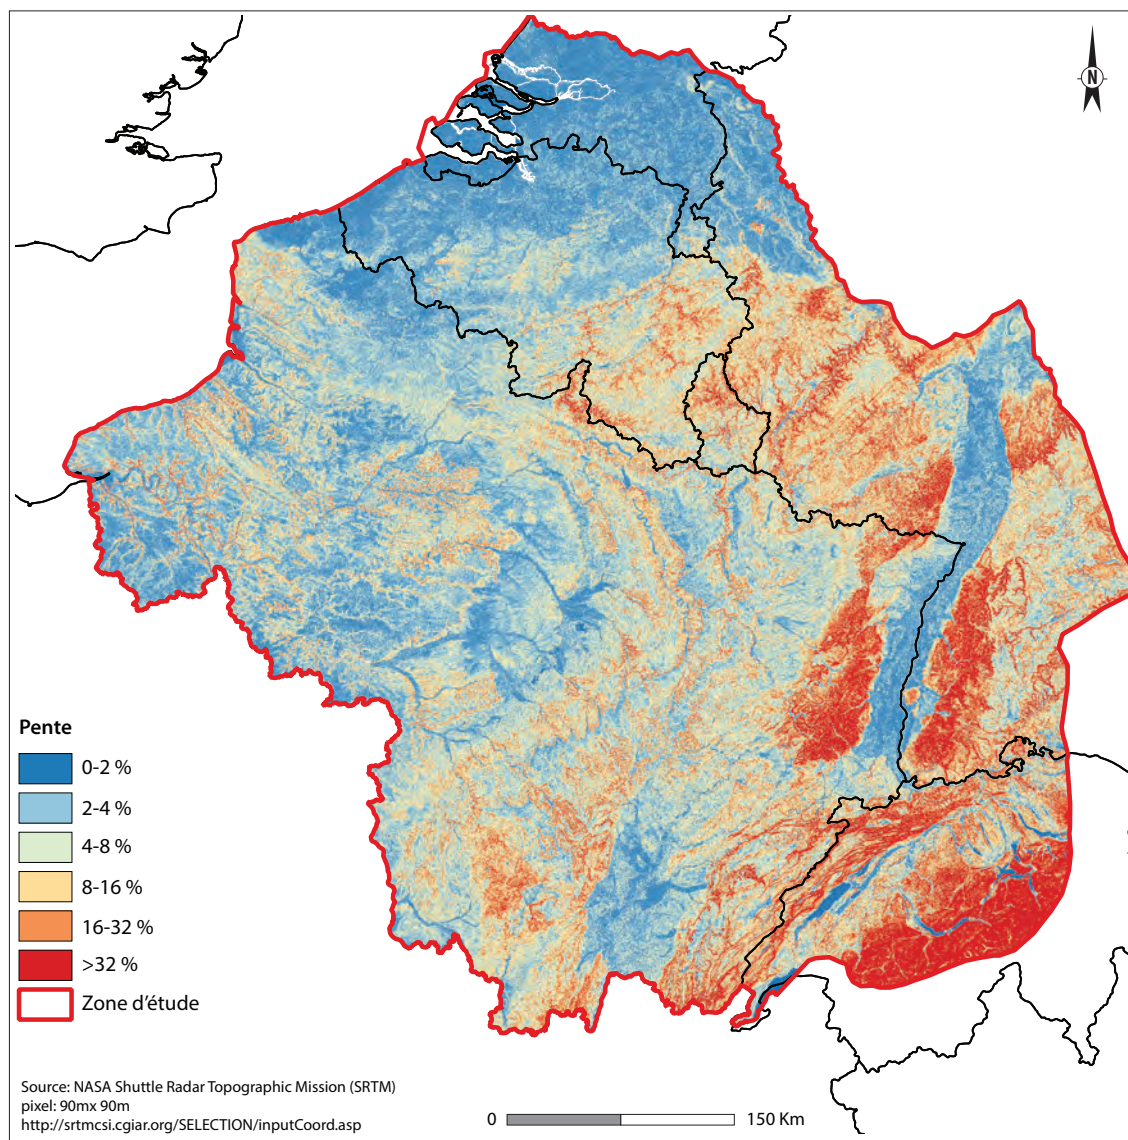 N
Pente
0-2 %
2-4 %
4-8 %
8-16 %
16-32 %
>32 %
Zone d'étude
Source: NASA Shuttle Radar Topographic Mission (SRTM)
pixel: 90mx 90m
http://srtmcsi.cgiar.org/SELECTION/inputCoord.asp
0 150 Km